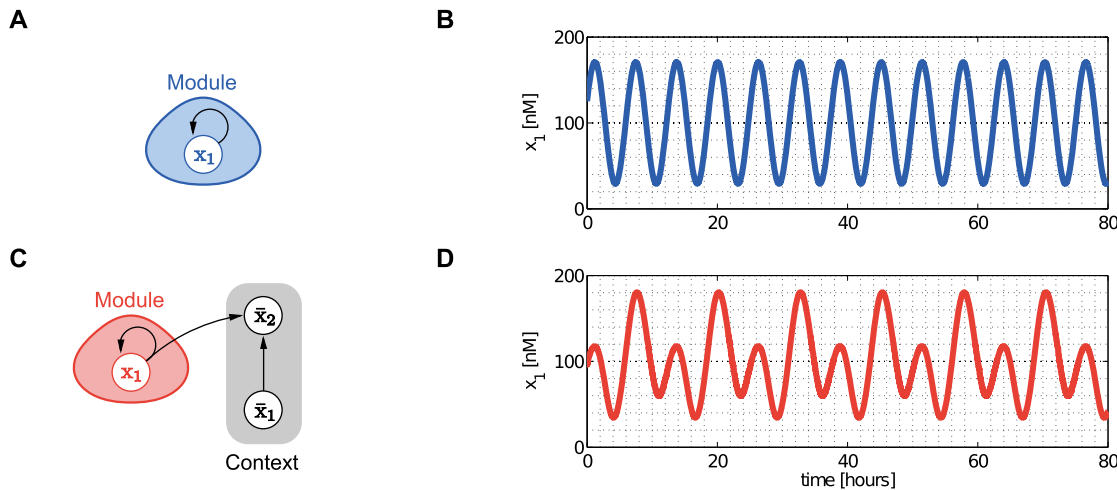 A
Module
x₁
B
200
100
0
x₁ [nM]
0 20 40 60 80
C
Module
x₁
x̄₂
x̄₁
Context
D
200
100
0
x₁ [nM]
0 20 40 60 80
time [hours]